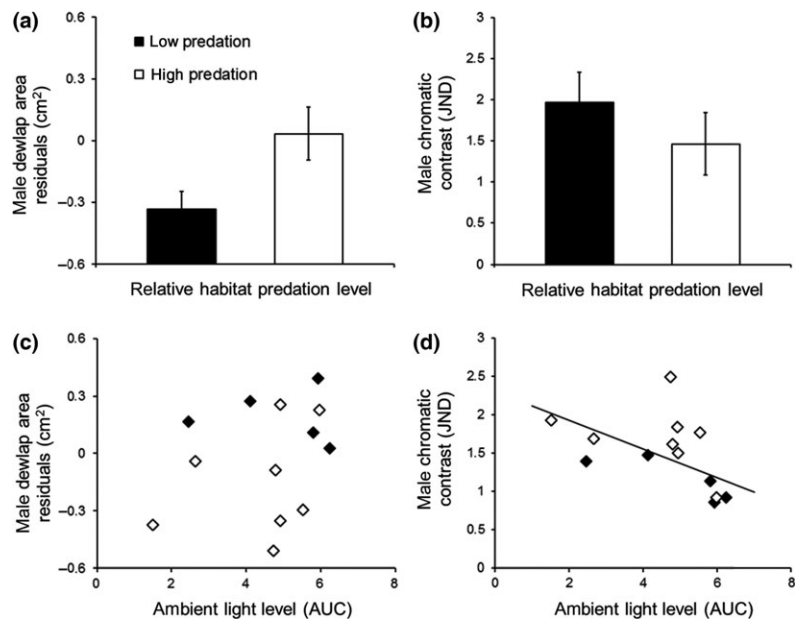 (a)
Male dewlap area
residuals (cm²)
0.6
0.3
0
–0.3
–0.6
Low predation
High predation
Relative habitat predation level
(b)
Male chromatic
contrast (JND)
3
2.5
2
1.5
1
0.5
0
Relative habitat predation level
(c)
Male dewlap area
residuals (cm²)
0.6
0.3
0
–0.3
–0.6
0 2 4 6 8
Ambient light level (AUC)
(d)
Male chromatic
contrast (JND)
3
2.5
2
1.5
1
0.5
0
0 2 4 6 8
Ambient light level (AUC)